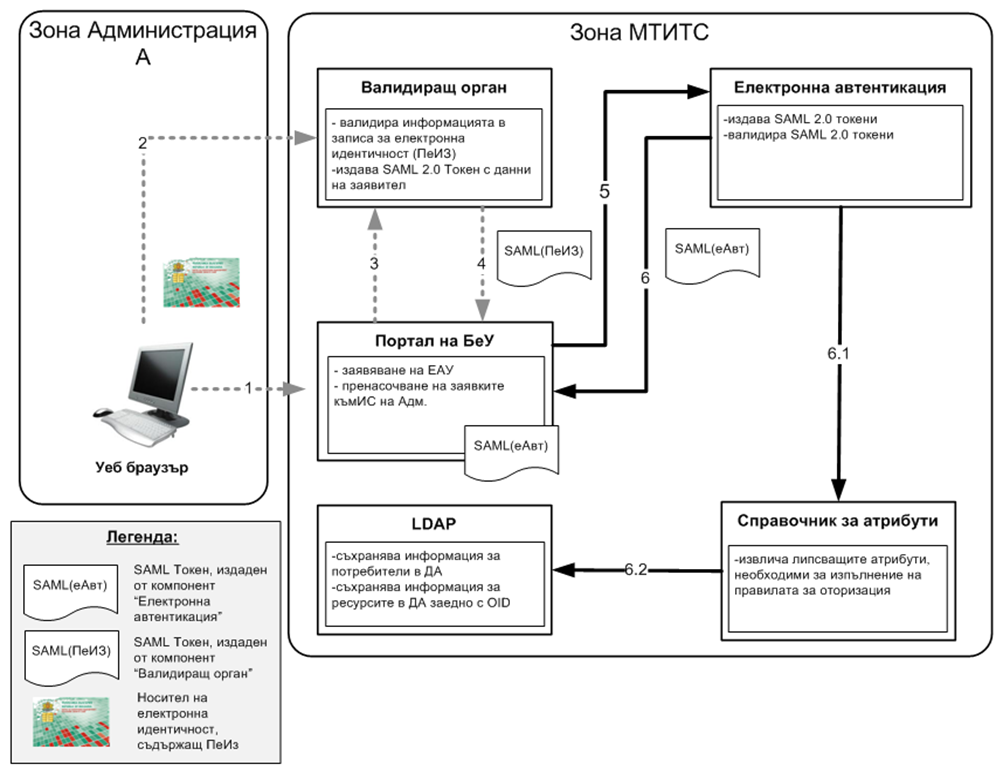 Зона Администрация
А
2
1
Уеб браузър
Зона МТИТС
Валидиращ орган
- валидира информацията в
записа за електронна
идентичност (ПеИЗ)
-издава SAML 2.0 Токен с данни
на заявител
Електронна автентикация
-издава SAML 2.0 токени
-валидира SAML 2.0 токени
3
4
SAML(ПеИЗ)
5
SAML(еАвт)
6
Портал на БеУ
- заявяване на ЕАУ
- пренасочване на заявките
къмИС на Адм.
SAML(еАвт)
6.1
LDAP
-съхранява информация за
потребители в ДА
-съхранява информация за
ресурсите в ДА заедно с OID
6.2
Справочник за атрибути
-извлича липсващите атрибути,
необходими за изпълнение на
правилата за оторизация
Легенда:
SAML(еАвт)
SAML Токен, издаден
от компонент
“Електронна
автентикация”
SAML(ПеИЗ)
SAML Токен, издаден
от компонент
“Валидиращ орган”
Носител на
електронна
идентичност,
съдържащ ПеИз